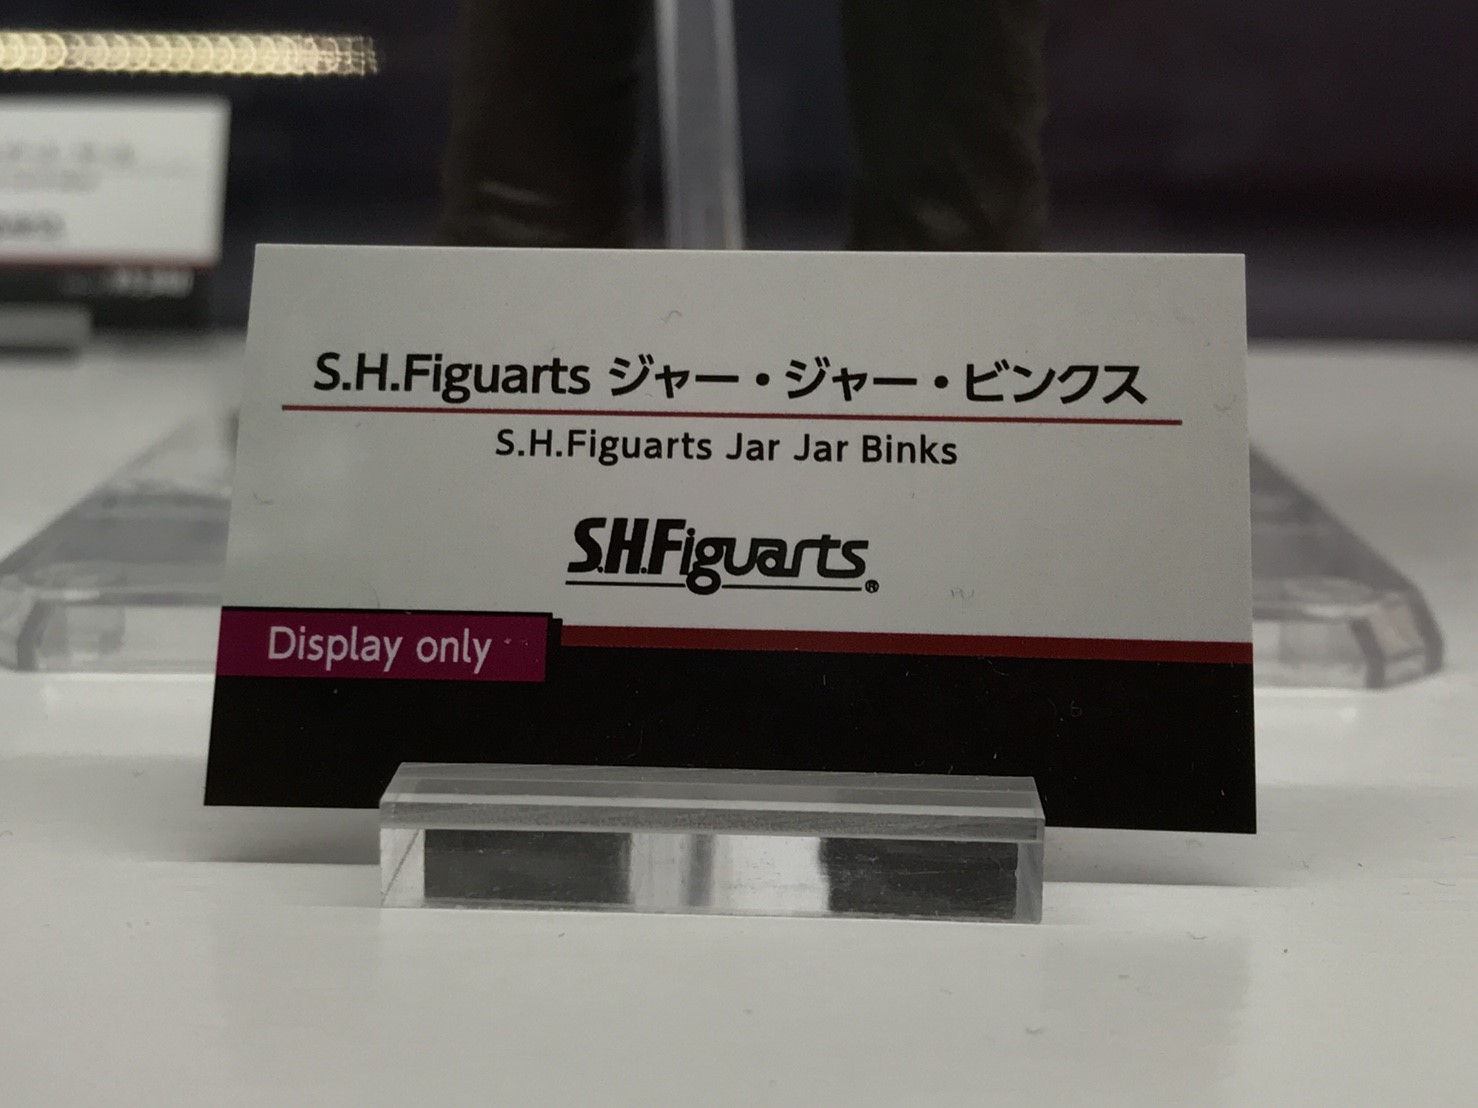 S.H.Figuarts ジャー・ジャー・ビンクス
S.H.Figuarts Jar Jar Binks
S.H.Figuarts®
Display only